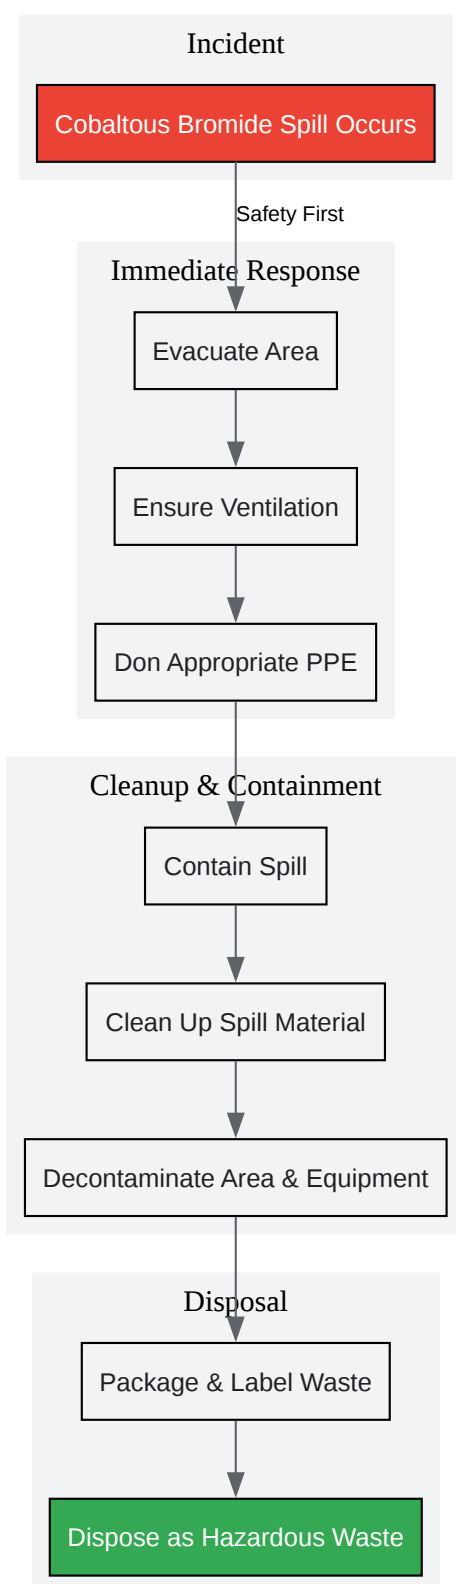 Incident
Cobaltous Bromide Spill Occurs
Safety First
Immediate Response
Evacuate Area
Ensure Ventilation
Don Appropriate PPE
Cleanup & Containment
Contain Spill
Clean Up Spill Material
Decontaminate Area & Equipment
Disposal
Package & Label Waste
Dispose as Hazardous Waste